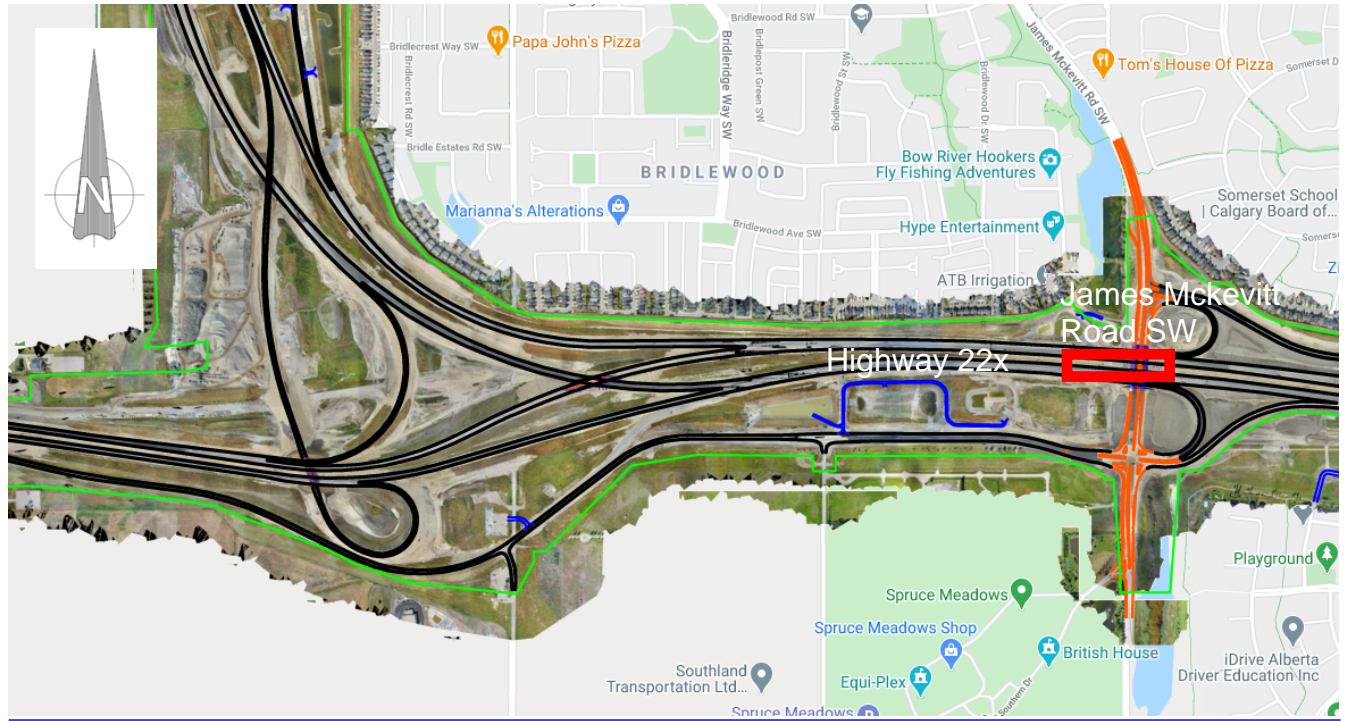 Bridlewood Rd SW
Bridlecrest Way SW
Papa John's Pizza
Bridleridge Way SW
Bridlepost Green SW
Bridlewood St SW
James Mckevitt Rd SW
Tom's House Of Pizza
Somerset D
Bridlecrest Rd SW
Bridlewood Dr SW
Bridle Estates Rd SW
BRIDLEWOOD
Bow River Hookers
Fly Fishing Adventures
N
Marianna's Alterations
Somerset School
| Calgary Board of...
Bridlewood Ave SW
Hype Entertainment
Somers
ATB Irrigation
Zi
James Mckevitt
Road SW
Highway 22x
Playground
Spruce Meadows
Spruce Meadows Shop
British House
Southland
Transportation Ltd...
Equi-Plex
Southern Dr
iDrive Alberta
Driver Education Inc
Spruce Meadows